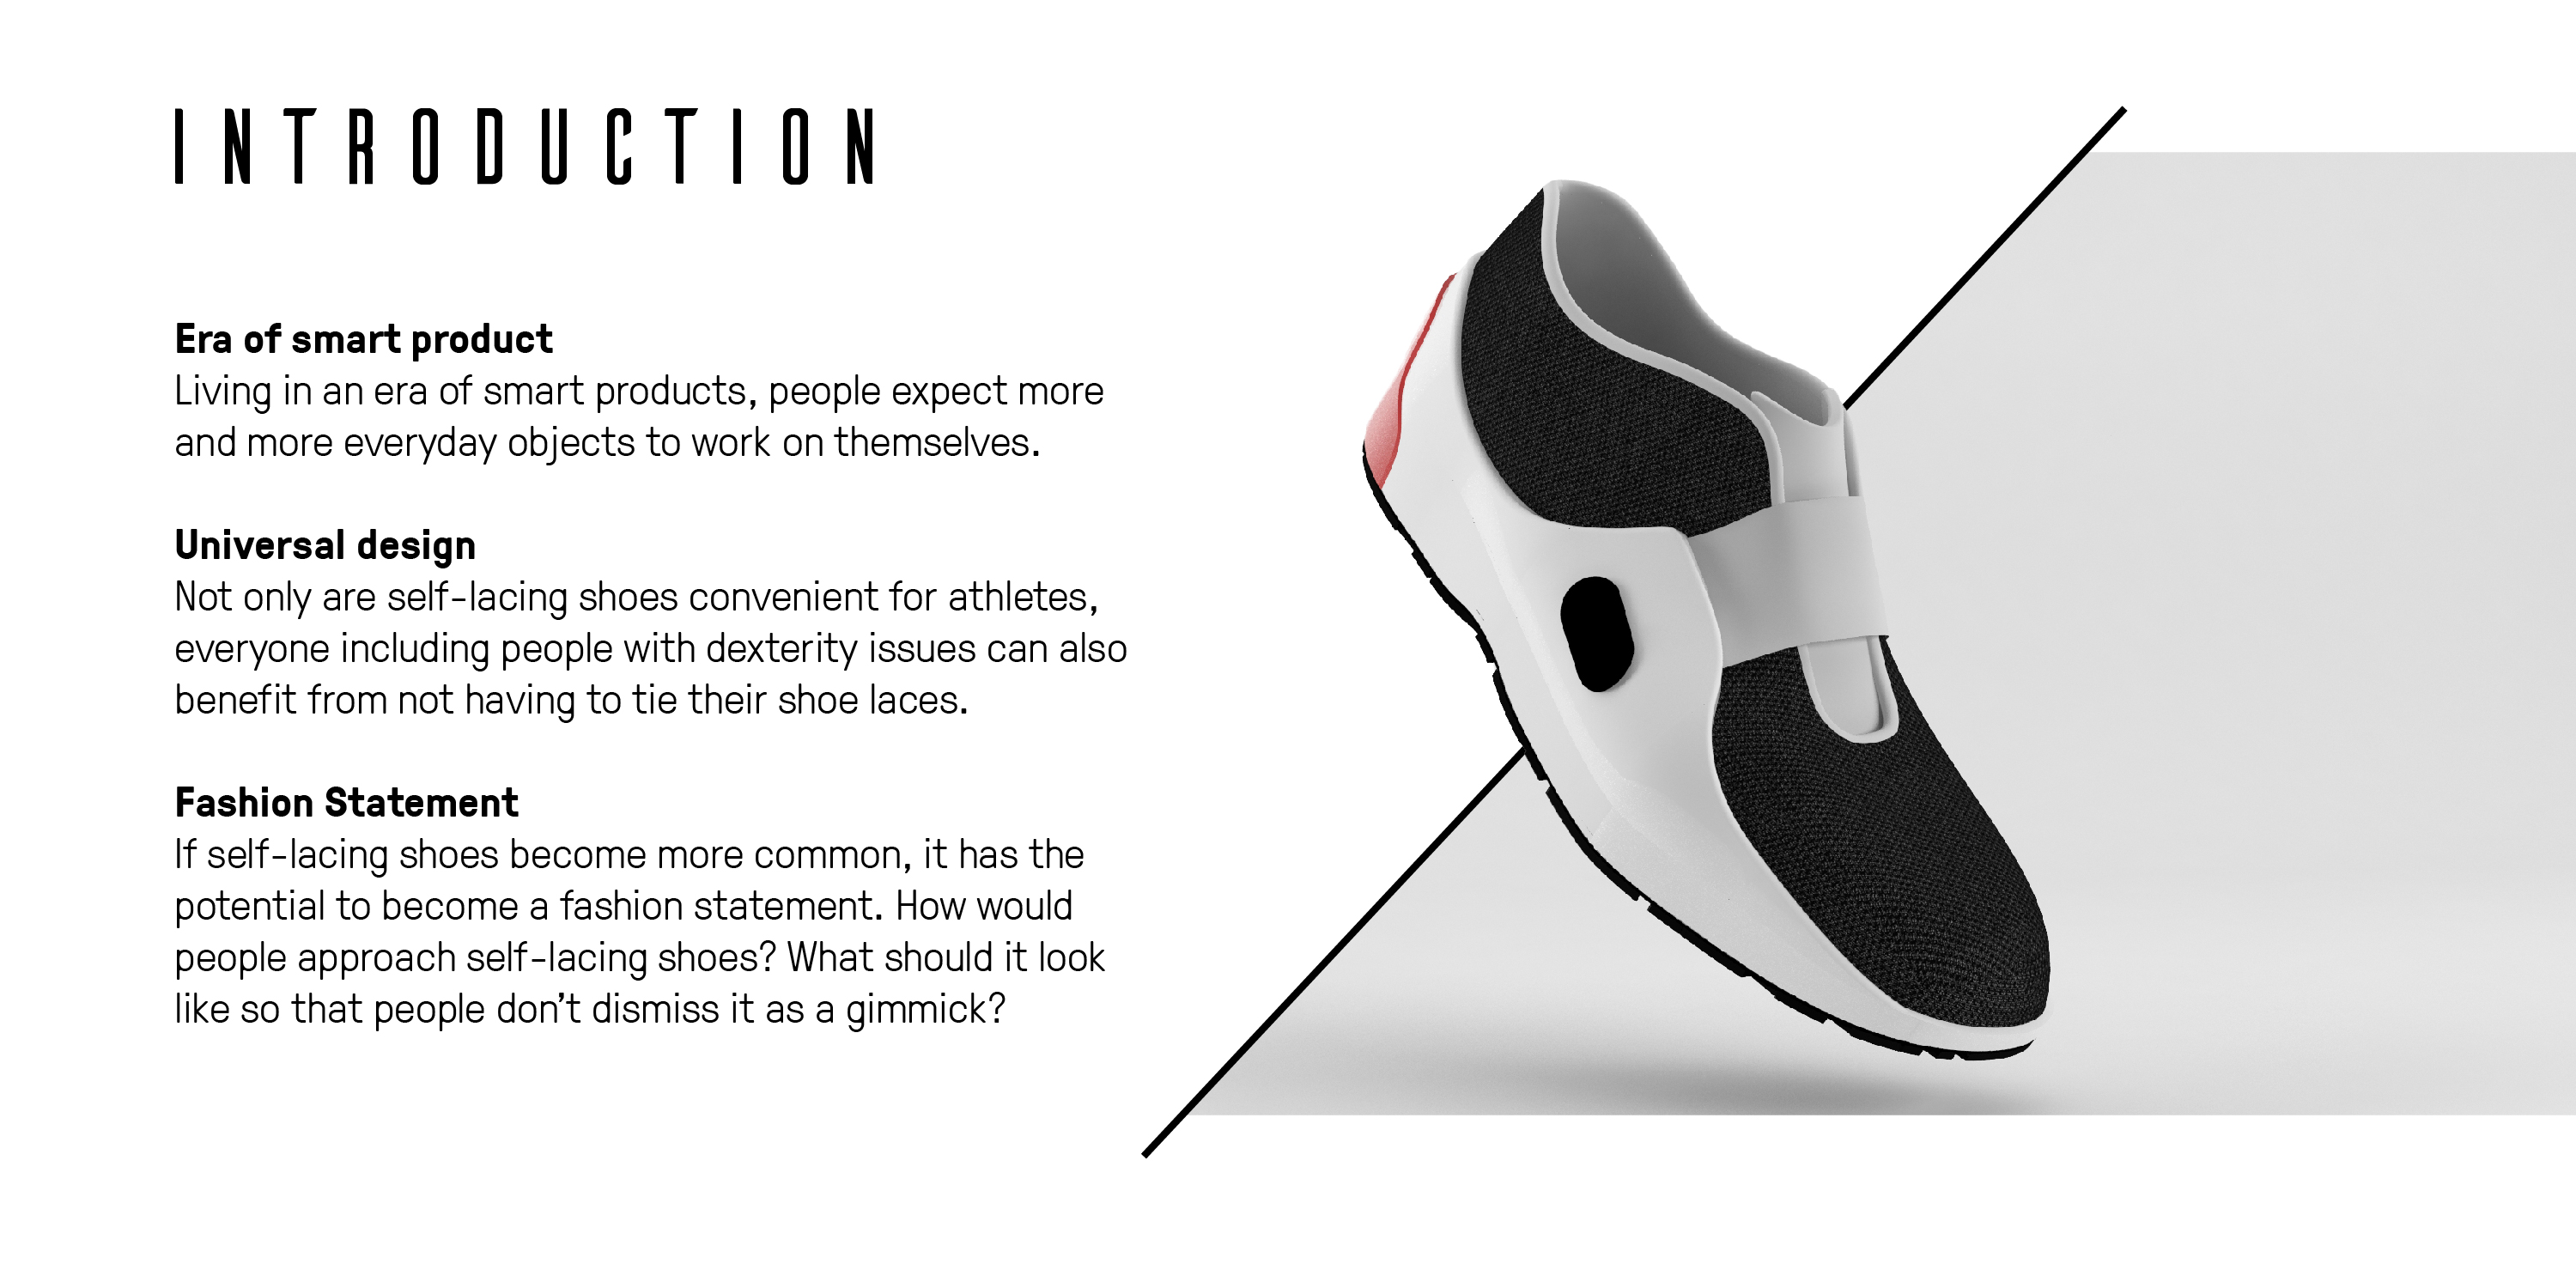 INTRODUCTION
Era of smart product
Living in an era of smart products, people expect more
and more everyday objects to work on themselves.
Universal design
Not only are self-lacing shoes convenient for athletes,
everyone including people with dexterity issues can also
benefit from not having to tie their shoe laces.
Fashion Statement
If self-lacing shoes become more common, it has the
potential to become a fashion statement. How would
people approach self-lacing shoes? What should it look
like so that people don’t dismiss it as a gimmick?